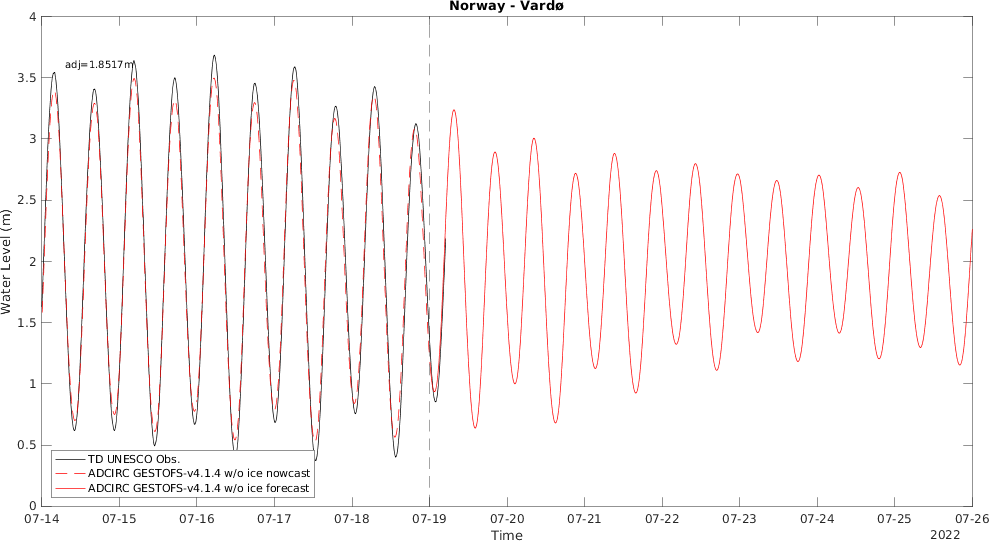 Norway - Vardø
adj=1.8517m
4
3.5
3
2.5
2
1.5
1
0.5
0
Water Level (m)
TD UNESCO Obs.
ADCIRC GESTOFS-v4.1.4 w/o ice nowcast
ADCIRC GESTOFS-v4.1.4 w/o ice forecast
07-14 07-15 07-16 07-17 07-18 07-19 07-20 07-21 07-22 07-23 07-24 07-25 07-26
Time
2022